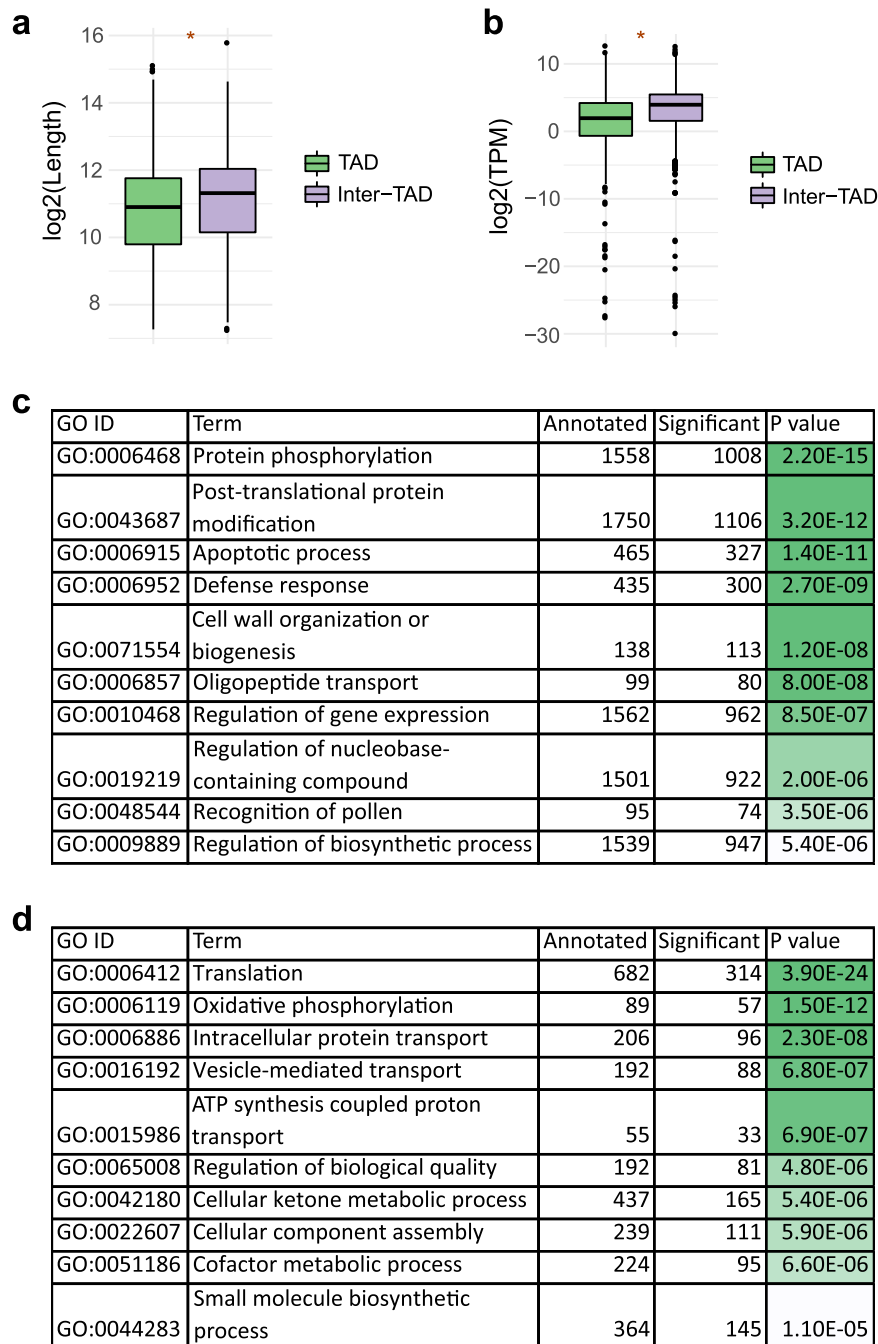 a
*
16
14
12
10
8
log2(Length)
TAD
Inter−TAD
b
*
10
0
−10
−20
−30
log2(TPM)
TAD
Inter−TAD
c
GO ID Term Annotated Significant P value
GO:0006468 Protein phosphorylation 1558 1008 2.20E-15
Post-translational protein
GO:0043687 modification 1750 1106 3.20E-12
GO:0006915 Apoptotic process 465 327 1.40E-11
GO:0006952 Defense response 435 300 2.70E-09
Cell wall organization or
GO:0071554 biogenesis 138 113 1.20E-08
GO:0006857 Oligopeptide transport 99 80 8.00E-08
GO:0010468 Regulation of gene expression 1562 962 8.50E-07
Regulation of nucleobase-
GO:0019219 containing compound 1501 922 2.00E-06
GO:0048544 Recognition of pollen 95 74 3.50E-06
GO:0009889 Regulation of biosynthetic process 1539 947 5.40E-06
d
GO ID Term Annotated Significant P value
GO:0006412 Translation 682 314 3.90E-24
GO:0006119 Oxidative phosphorylation 89 57 1.50E-12
GO:0006886 Intracellular protein transport 206 96 2.30E-08
GO:0016192 Vesicle-mediated transport 192 88 6.80E-07
ATP synthesis coupled proton
GO:0015986 transport 55 33 6.90E-07
GO:0065008 Regulation of biological quality 192 81 4.80E-06
GO:0042180 Cellular ketone metabolic process 437 165 5.40E-06
GO:0022607 Cellular component assembly 239 111 5.90E-06
GO:0051186 Cofactor metabolic process 224 95 6.60E-06
Small molecule biosynthetic
GO:0044283 process 364 145 1.10E-05